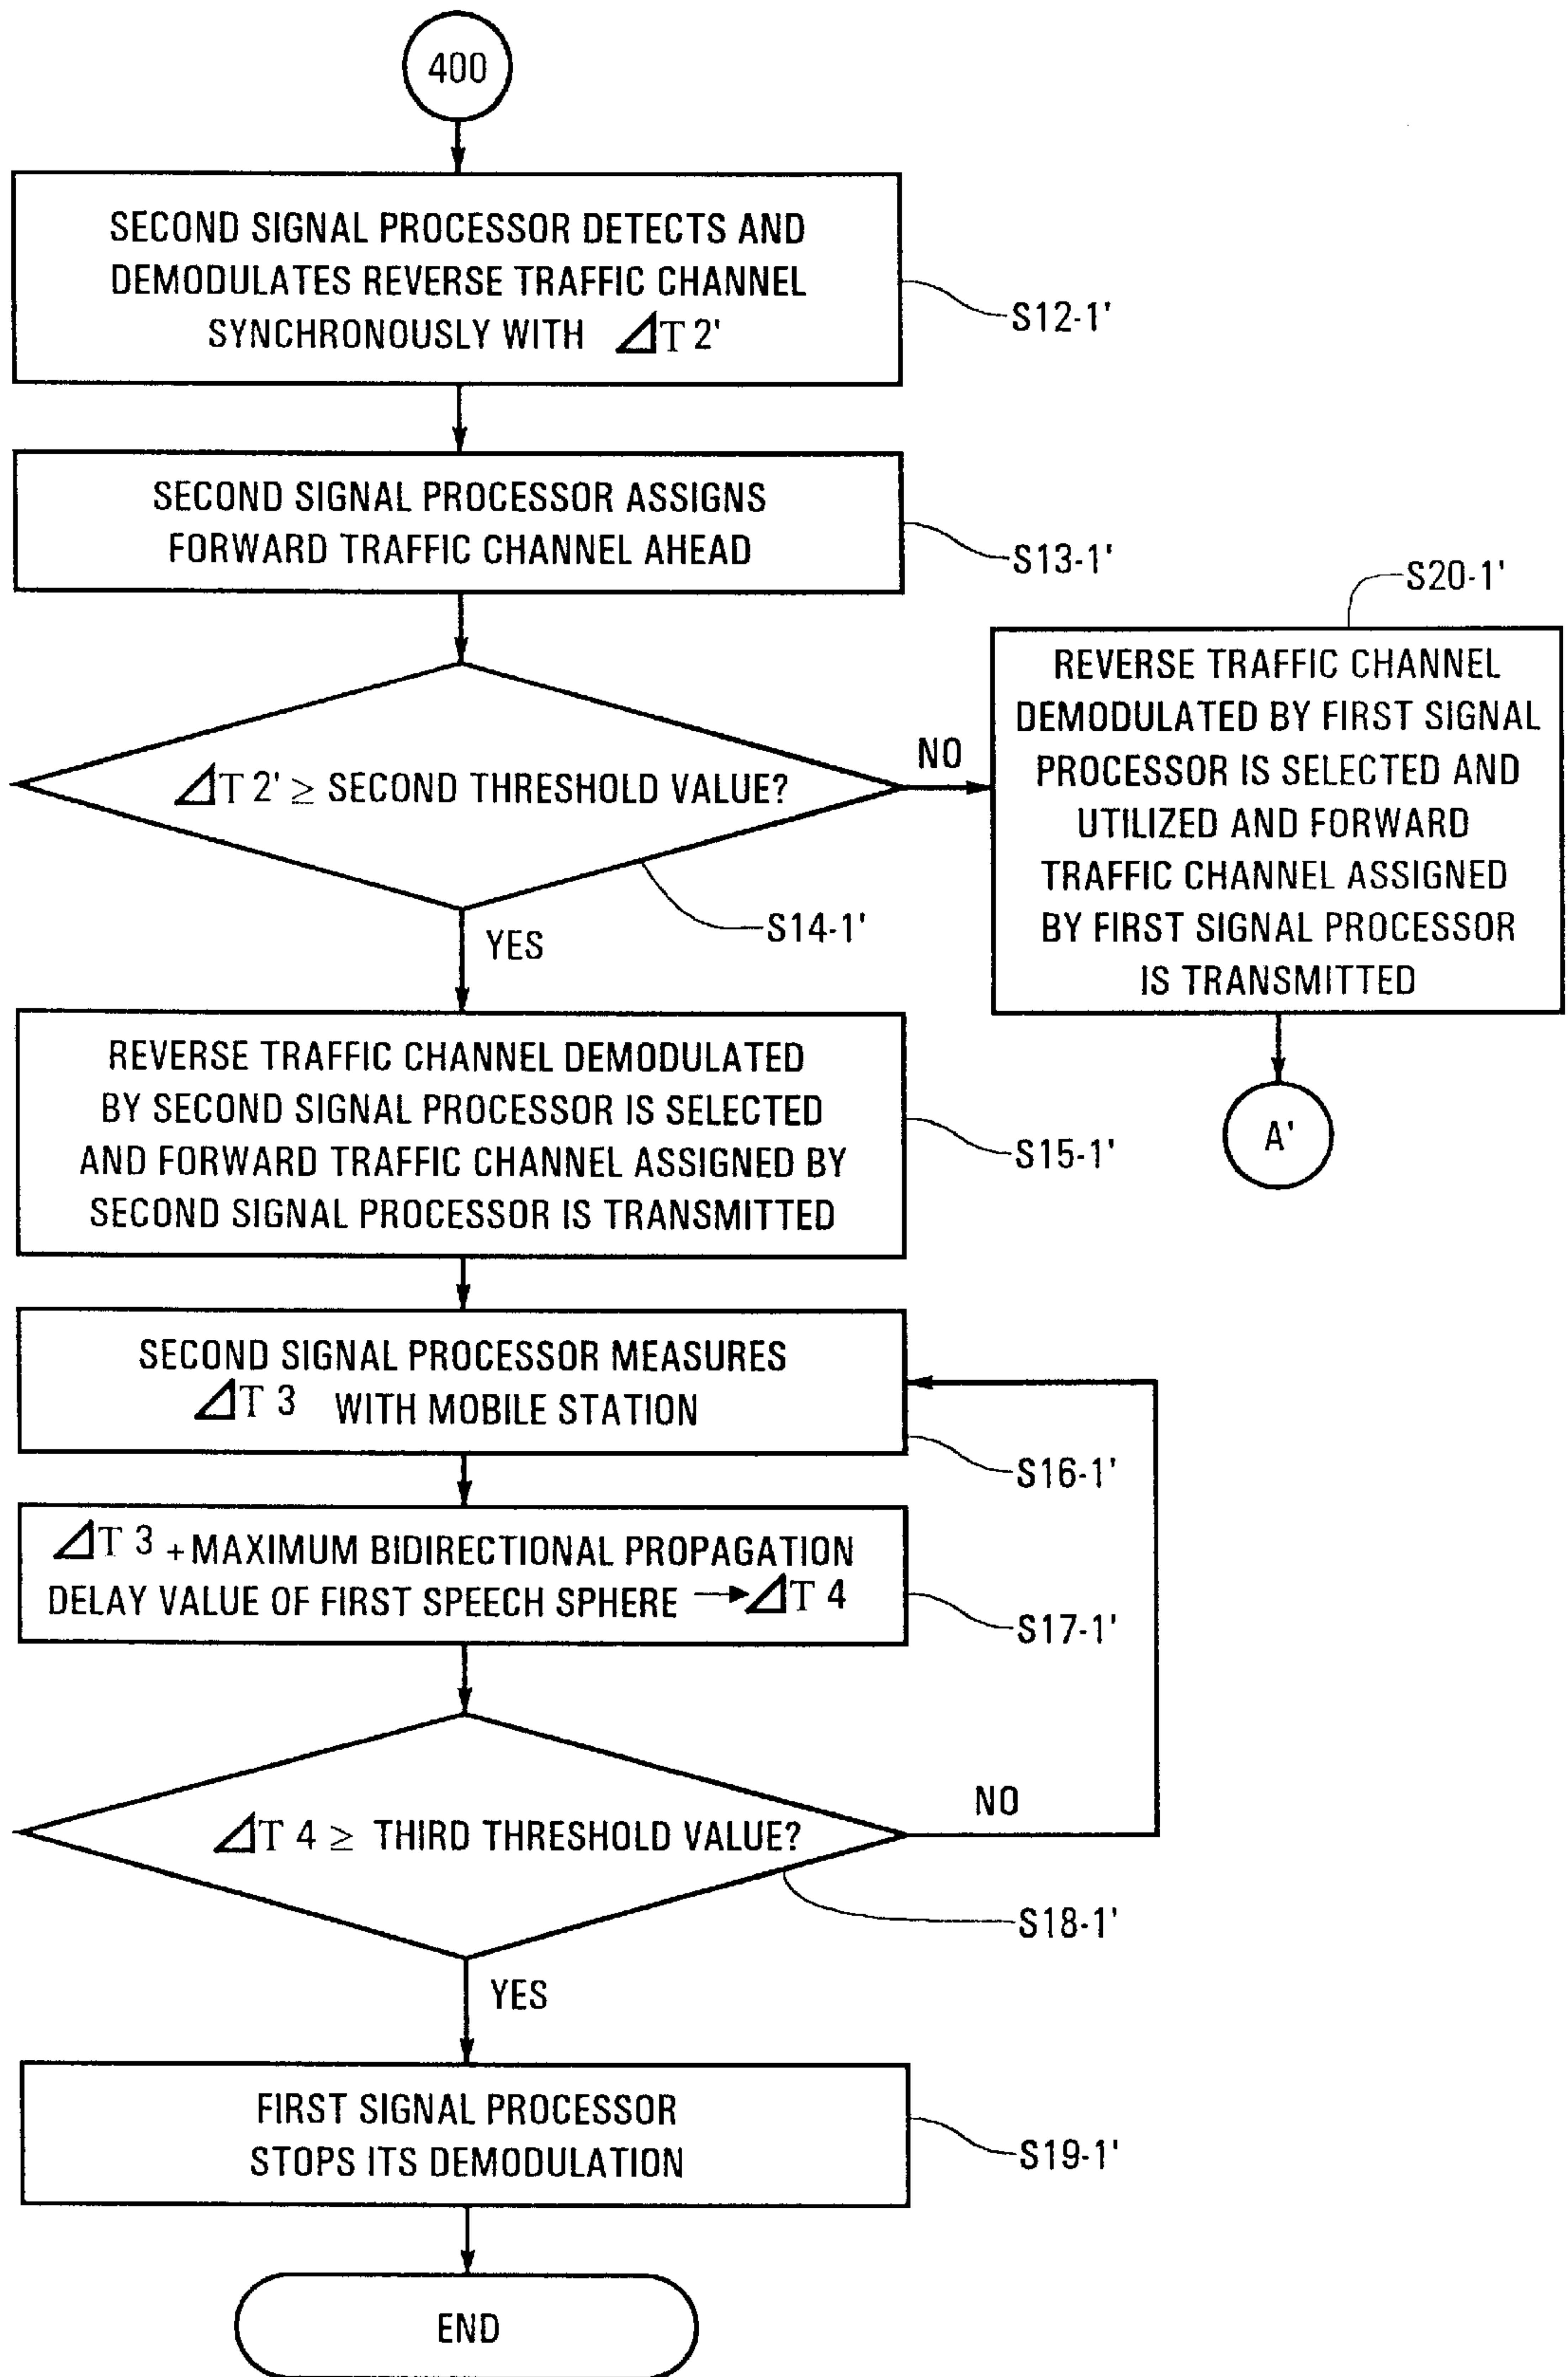 400
SECOND SIGNAL PROCESSOR DETECTS AND
DEMODULATES REVERSE TRAFFIC CHANNEL
SYNCHRONOUSLY WITH ⊿T 2'
S12-1'
SECOND SIGNAL PROCESSOR ASSIGNS
FORWARD TRAFFIC CHANNEL AHEAD
S13-1'
⊿T 2' ≥ SECOND THRESHOLD VALUE?
NO
S14-1'
YES
S20-1'
REVERSE TRAFFIC CHANNEL
DEMODULATED BY FIRST SIGNAL
PROCESSOR IS SELECTED AND
UTILIZED AND FORWARD
TRAFFIC CHANNEL ASSIGNED
BY FIRST SIGNAL PROCESSOR
IS TRANSMITTED
A'
REVERSE TRAFFIC CHANNEL DEMODULATED
BY SECOND SIGNAL PROCESSOR IS SELECTED
AND FORWARD TRAFFIC CHANNEL ASSIGNED BY
SECOND SIGNAL PROCESSOR IS TRANSMITTED
S15-1'
SECOND SIGNAL PROCESSOR MEASURES
⊿T 3 WITH MOBILE STATION
S16-1'
⊿T 3 + MAXIMUM BIDIRECTIONAL PROPAGATION
DELAY VALUE OF FIRST SPEECH SPHERE → ⊿T 4
S17-1'
⊿T 4 ≥ THIRD THRESHOLD VALUE?
NO
S18-1'
YES
FIRST SIGNAL PROCESSOR
STOPS ITS DEMODULATION
S19-1'
END